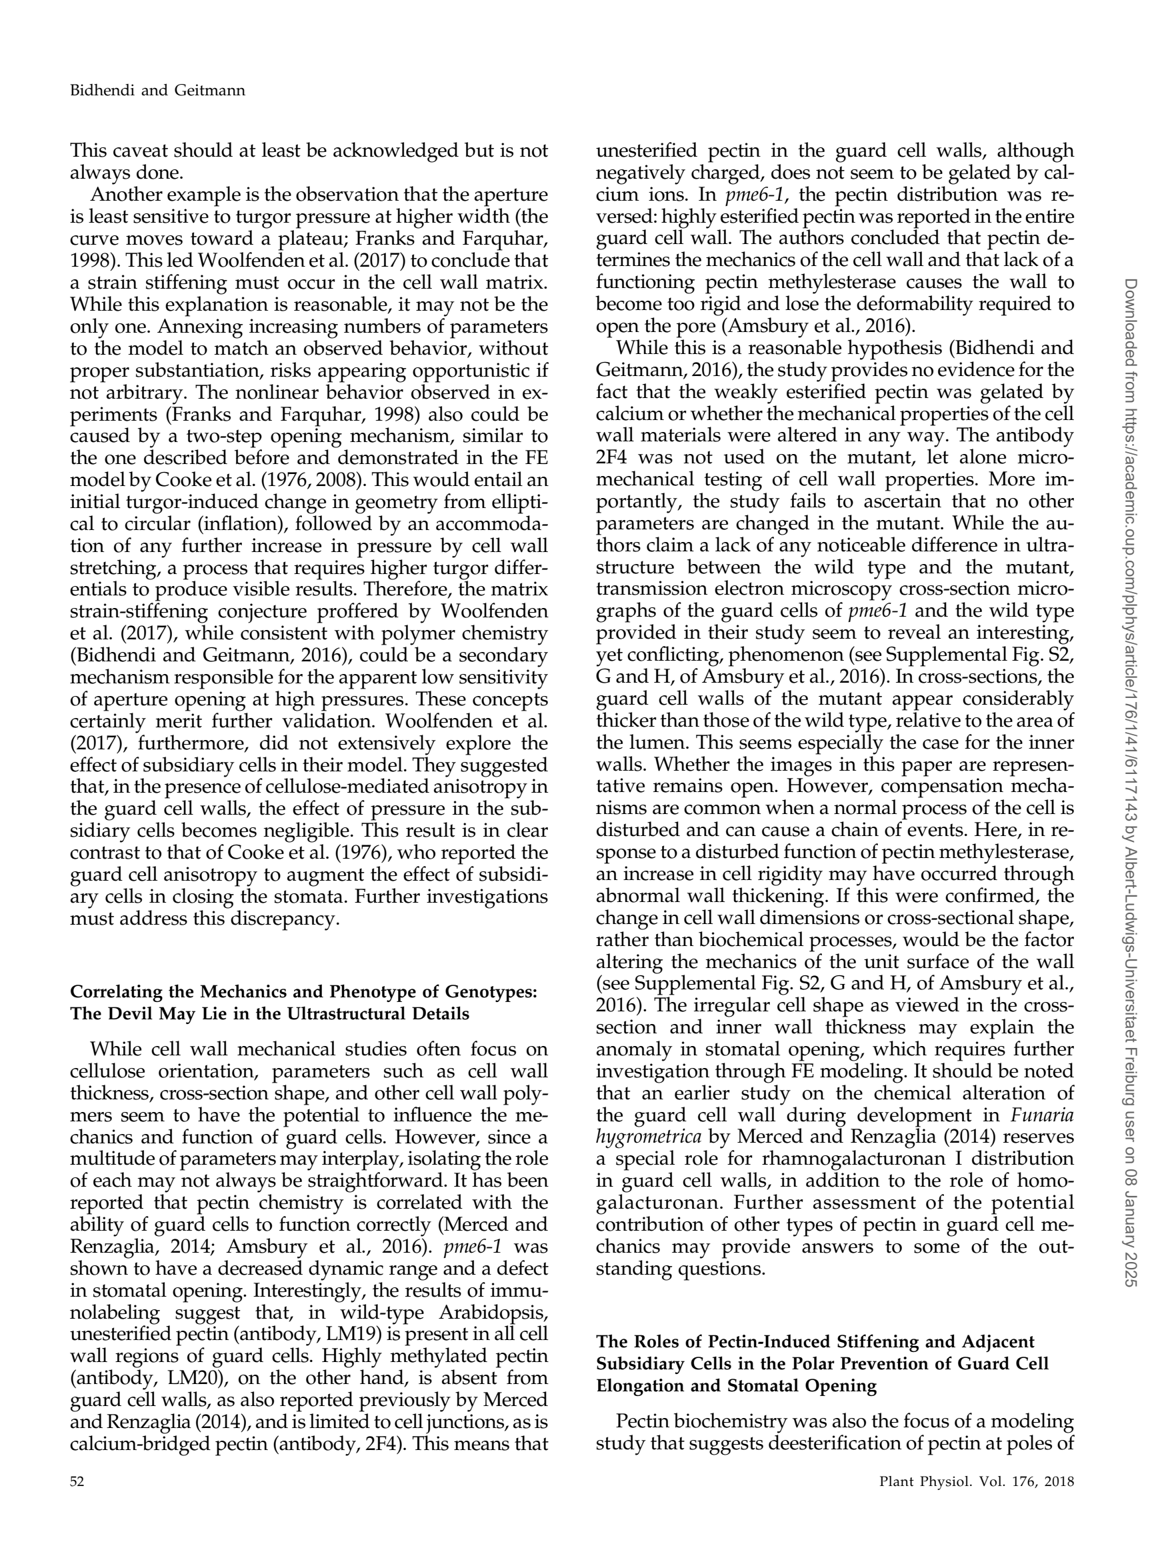 Bidhendi and Geitmann
This caveat should at least be acknowledged but is not
always done.
Another example is the observation that the aperture
is least sensitive to turgor pressure at higher width (the
curve moves toward a plateau; Franks and Farquhar,
1998). This led Woolfenden et al. (2017) to conclude that
a strain stiffening must occur in the cell wall matrix.
While this explanation is reasonable, it may not be the
only one. Annexing increasing numbers of parameters
to the model to match an observed behavior, without
proper substantiation, risks appearing opportunistic if
not arbitrary. The nonlinear behavior observed in ex-
periments (Franks and Farquhar, 1998) also could be
caused by a two-step opening mechanism, similar to
the one described before and demonstrated in the FE
model by Cooke et al. (1976, 2008). This would entail an
initial turgor-induced change in geometry from ellipti-
cal to circular (inflation), followed by an accommoda-
tion of any further increase in pressure by cell wall
stretching, a process that requires higher turgor differ-
entials to produce visible results. Therefore, the matrix
strain-stiffening conjecture proffered by Woolfenden
et al. (2017), while consistent with polymer chemistry
(Bidhendi and Geitmann, 2016), could be a secondary
mechanism responsible for the apparent low sensitivity
of aperture opening at high pressures. These concepts
certainly merit further validation. Woolfenden et al.
(2017), furthermore, did not extensively explore the
effect of subsidiary cells in their model. They suggested
that, in the presence of cellulose-mediated anisotropy in
the guard cell walls, the effect of pressure in the sub-
sidiary cells becomes negligible. This result is in clear
contrast to that of Cooke et al. (1976), who reported the
guard cell anisotropy to augment the effect of subsidi-
ary cells in closing the stomata. Further investigations
must address this discrepancy.
Correlating the Mechanics and Phenotype of Genotypes:
The Devil May Lie in the Ultrastructural Details
While cell wall mechanical studies often focus on
cellulose orientation, parameters such as cell wall
thickness, cross-section shape, and other cell wall poly-
mers seem to have the potential to influence the me-
chanics and function of guard cells. However, since a
multitude of parameters may interplay, isolating the role
of each may not always be straightforward. It has been
reported that pectin chemistry is correlated with the
ability of guard cells to function correctly (Merced and
Renzaglia, 2014; Amsbury et al., 2016). pme6-1 was
shown to have a decreased dynamic range and a defect
in stomatal opening. Interestingly, the results of immu-
nolabeling suggest that, in wild-type Arabidopsis,
unesterified pectin (antibody, LM19) is present in all cell
wall regions of guard cells. Highly methylated pectin
(antibody, LM20), on the other hand, is absent from
guard cell walls, as also reported previously by Merced
and Renzaglia (2014), and is limited to cell junctions, as is
calcium-bridged pectin (antibody, 2F4). This means that
unesterified pectin in the guard cell walls, although
negatively charged, does not seem to be gelated by cal-
cium ions. In pme6-1, the pectin distribution was re-
versed: highly esterified pectin was reported in the entire
guard cell wall. The authors concluded that pectin de-
termines the mechanics of the cell wall and that lack of a
functioning pectin methylesterase causes the wall to
become too rigid and lose the deformability required to
open the pore (Amsbury et al., 2016).
While this is a reasonable hypothesis (Bidhendi and
Geitmann, 2016), the study provides no evidence for the
fact that the weakly esterified pectin was gelated by
calcium or whether the mechanical properties of the cell
wall materials were altered in any way. The antibody
2F4 was not used on the mutant, let alone micro-
mechanical testing of cell wall properties. More im-
portantly, the study fails to ascertain that no other
parameters are changed in the mutant. While the au-
thors claim a lack of any noticeable difference in ultra-
structure between the wild type and the mutant,
transmission electron microscopy cross-section micro-
graphs of the guard cells of pme6-1 and the wild type
provided in their study seem to reveal an interesting,
yet conflicting, phenomenon (see Supplemental Fig. S2,
G and H, of Amsbury et al., 2016). In cross-sections, the
guard cell walls of the mutant appear considerably
thicker than those of the wild type, relative to the area of
the lumen. This seems especially the case for the inner
walls. Whether the images in this paper are represen-
tative remains open. However, compensation mecha-
nisms are common when a normal process of the cell is
disturbed and can cause a chain of events. Here, in re-
sponse to a disturbed function of pectin methylesterase,
an increase in cell rigidity may have occurred through
abnormal wall thickening. If this were confirmed, the
change in cell wall dimensions or cross-sectional shape,
rather than biochemical processes, would be the factor
altering the mechanics of the unit surface of the wall
(see Supplemental Fig. S2, G and H, of Amsbury et al.,
2016). The irregular cell shape as viewed in the cross-
section and inner wall thickness may explain the
anomaly in stomatal opening, which requires further
investigation through FE modeling. It should be noted
that an earlier study on the chemical alteration of
the guard cell wall during development in Funaria
hygrometrica by Merced and Renzaglia (2014) reserves
a special role for rhamnogalacturonan I distribution
in guard cell walls, in addition to the role of homo-
galacturonan. Further assessment of the potential
contribution of other types of pectin in guard cell me-
chanics may provide answers to some of the out-
standing questions.
The Roles of Pectin-Induced Stiffening and Adjacent
Subsidiary Cells in the Polar Prevention of Guard Cell
Elongation and Stomatal Opening
Pectin biochemistry was also the focus of a modeling
study that suggests deesterification of pectin at poles of
52
Plant Physiol. Vol. 176, 2018
Downloaded from https://academic.oup.com/plphys/article/176/1/41/6117143 by Albert-Ludwigs-Universitaet Freiburg user on 08 January 2025